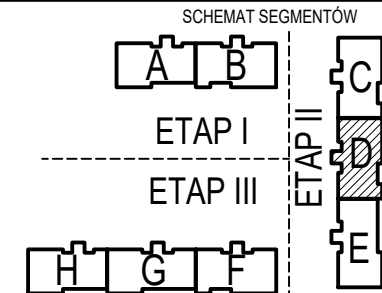 SCHEMAT SEGMENTÓW
A B
C
ETAP I
ETAP II
D
ETAP III
E
H G F